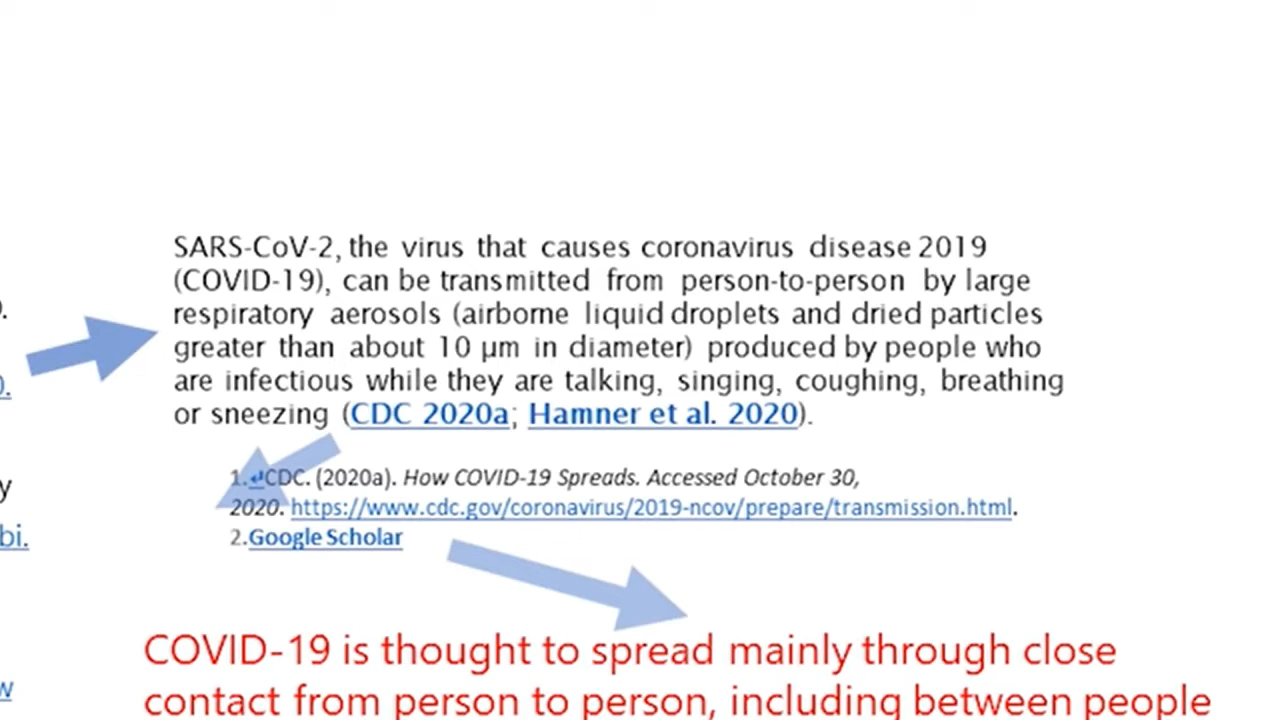 SARS-CoV-2, the virus that causes coronavirus disease 2019
(COVID-19), can be transmitted from person-to-person by large
respiratory aerosols (airborne liquid droplets and dried particles
greater than about 10 µm in diameter) produced by people who
are infectious while they are talking, singing, coughing, breathing
or sneezing (CDC 2020a; Hamner et al. 2020).
1.↵CDC. (2020a). How COVID-19 Spreads. Accessed October 30,
2020. https://www.cdc.gov/coronavirus/2019-ncov/prepare/transmission.html.
2.Google Scholar
COVID-19 is thought to spread mainly through close
contact from person to person, including between people